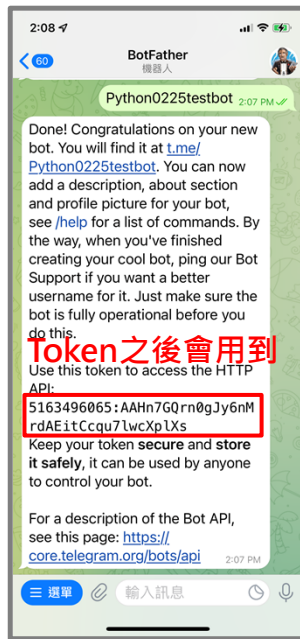 2:08
60
BotFather
機器人
Python0225testbot 2:07 PM
Done! Congratulations on your new
bot. You will find it at t.me/
Python0225testbot. You can now
add a description, about section
and profile picture for your bot,
see /help for a list of commands. By
the way, when you've finished
creating your cool bot, ping our Bot
Support if you want a better
username for it. Just make sure the
bot is fully operational before you
do this.
Token之後會用到
Use this token to access the HTTP
API:
5163496065:AAHn7GQrn0gJy6nM
rdAEitCcqu7lwcXplXs
Keep your token secure and store
it safely, it can be used by anyone
to control your bot.
For a description of the Bot API,
see this page: https://
core.telegram.org/bots/api 2:07 PM
選單
輸入訊息